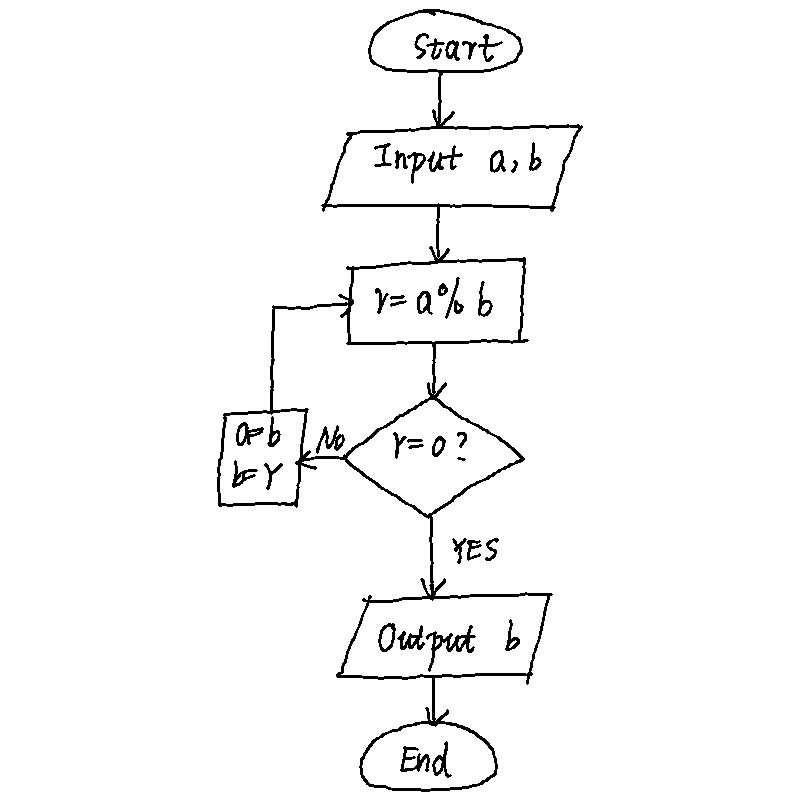 Start
Input a, b
r = a % b
r = 0 ?
No
a = b
b = r
YES
Output b
End